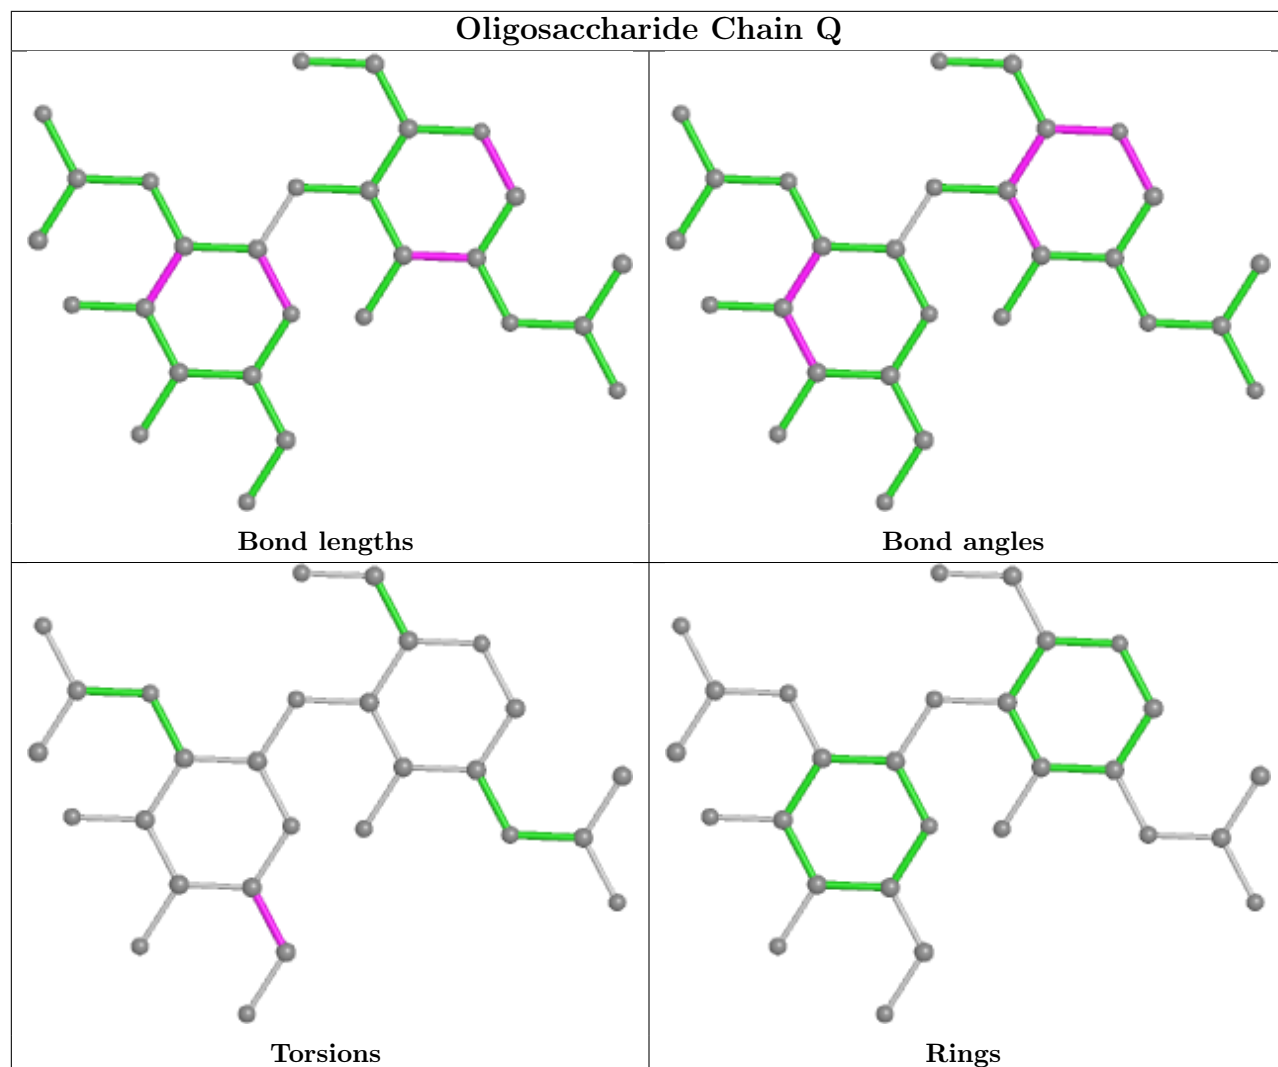 Oligosaccharide Chain Q
Bond lengths
Bond angles
Torsions
Rings